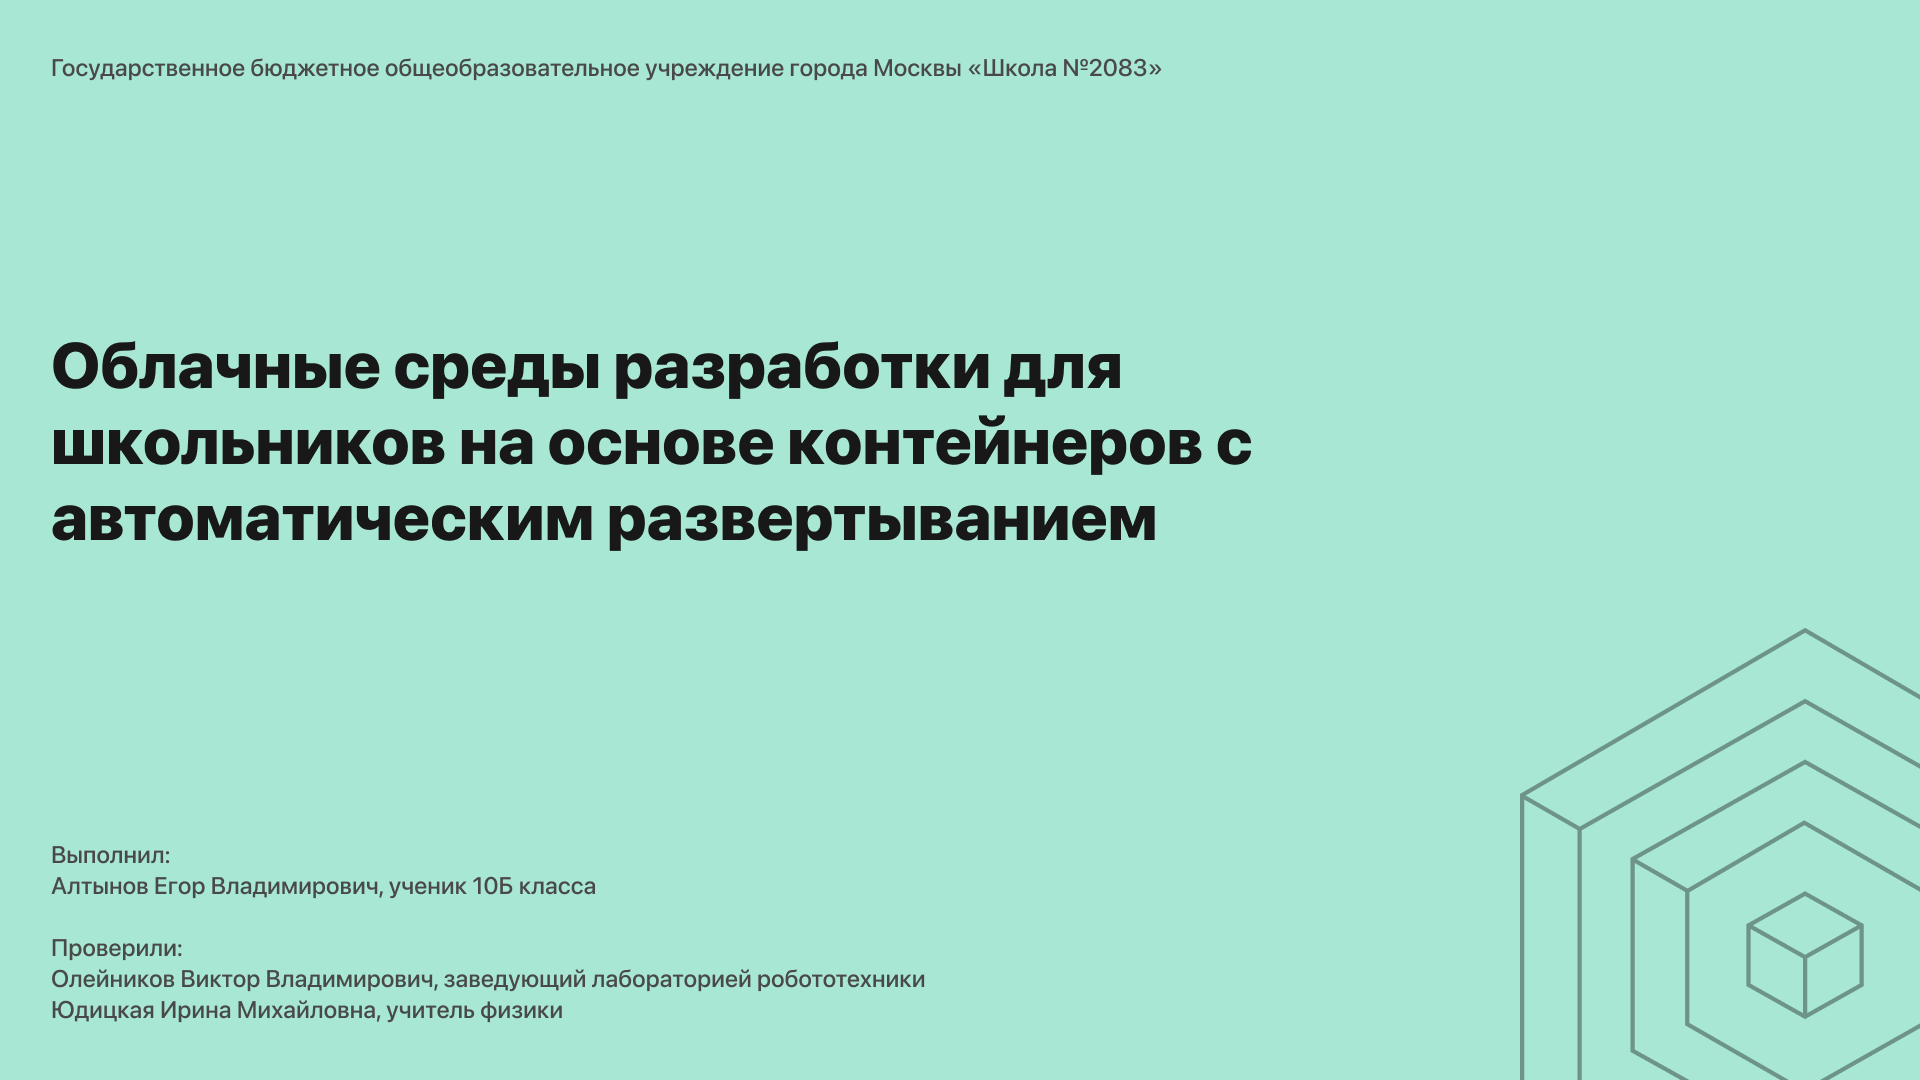 Государственное бюджетное общеобразовательное учреждение города Москвы «Школа №2083»
Облачные среды разработки для
школьников на основе контейнеров с
автоматическим развертыванием
Выполнил:
Алтынов Егор Владимирович, ученик 10Б класса
Проверили:
Олейников Виктор Владимирович, заведующий лабораторией робототехники
Юдицкая Ирина Михайловна, учитель физики